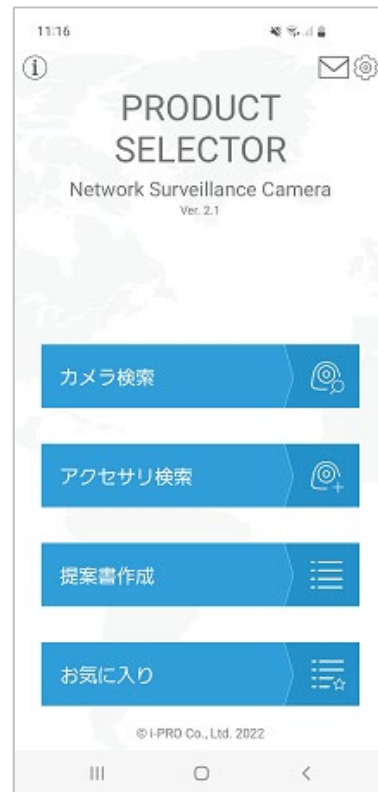 11:16
PRODUCT
SELECTOR
Network Surveillance Camera
Ver. 2.1
カメラ検索
アクセサリ検索
提案書作成
お気に入り
© i-PRO Co., Ltd. 2022